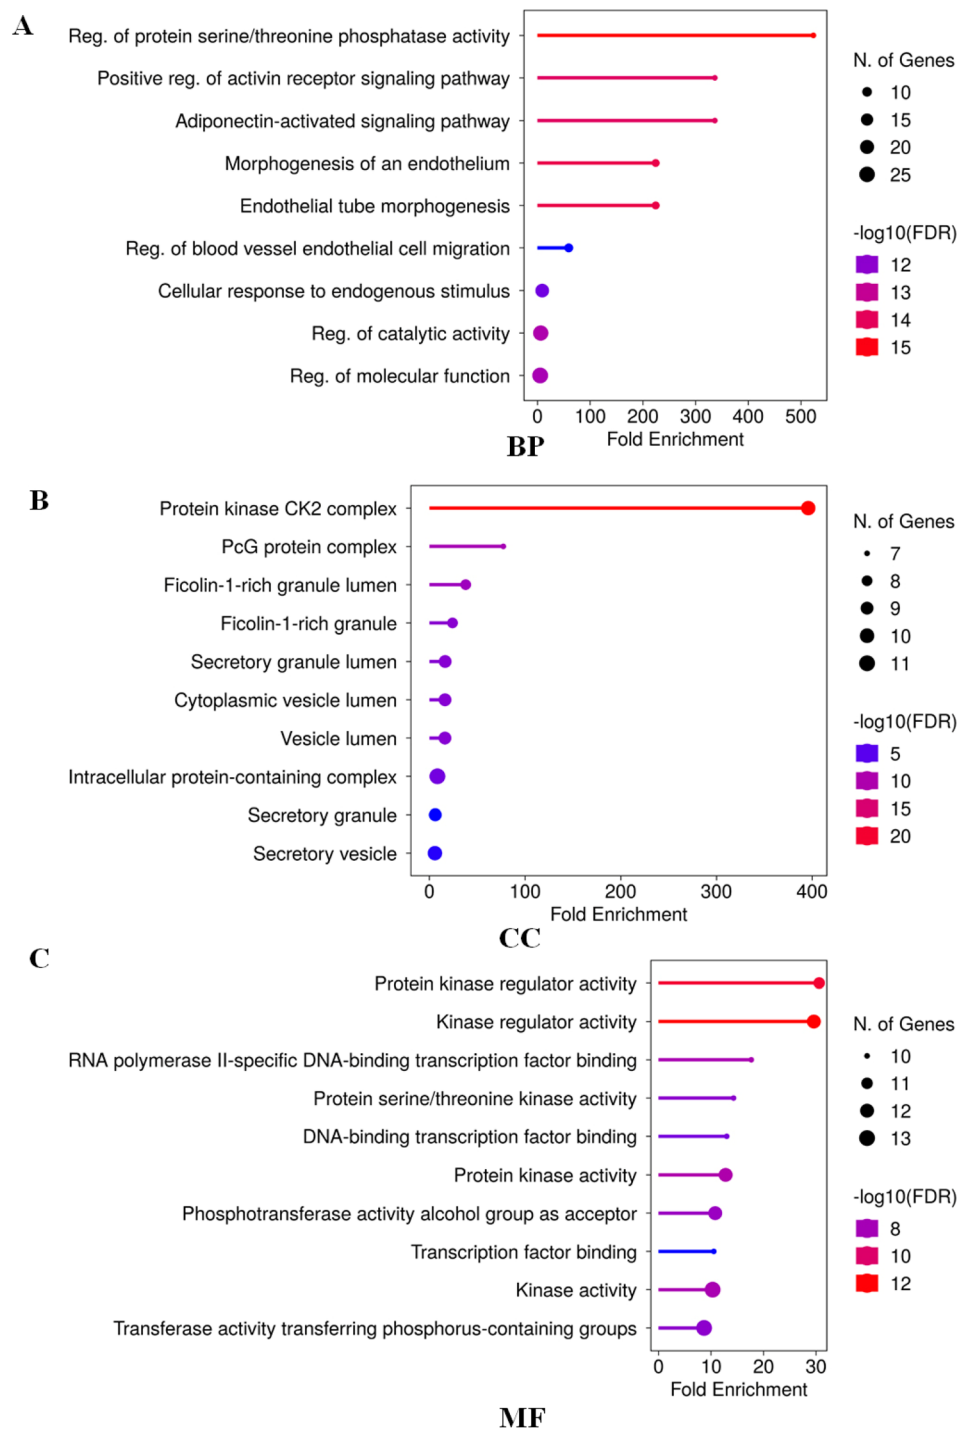 A
Reg. of protein serine/threonine phosphatase activity
Positive reg. of activin receptor signaling pathway
Adiponectin-activated signaling pathway
Morphogenesis of an endothelium
Endothelial tube morphogenesis
Reg. of blood vessel endothelial cell migration
Cellular response to endogenous stimulus
Reg. of catalytic activity
Reg. of molecular function
0 100 200 300 400 500
Fold Enrichment
BP
N. of Genes
10
15
20
25
-log10(FDR)
12
13
14
15
B
Protein kinase CK2 complex
PcG protein complex
Ficolin-1-rich granule lumen
Ficolin-1-rich granule
Secretory granule lumen
Cytoplasmic vesicle lumen
Vesicle lumen
Intracellular protein-containing complex
Secretory granule
Secretory vesicle
0 100 200 300 400
Fold Enrichment
CC
N. of Genes
7
8
9
10
11
-log10(FDR)
5
10
15
20
C
Protein kinase regulator activity
Kinase regulator activity
RNA polymerase II-specific DNA-binding transcription factor binding
Protein serine/threonine kinase activity
DNA-binding transcription factor binding
Protein kinase activity
Phosphotransferase activity alcohol group as acceptor
Transcription factor binding
Kinase activity
Transferase activity transferring phosphorus-containing groups
0 10 20 30
Fold Enrichment
MF
N. of Genes
10
11
12
13
-log10(FDR)
8
10
12